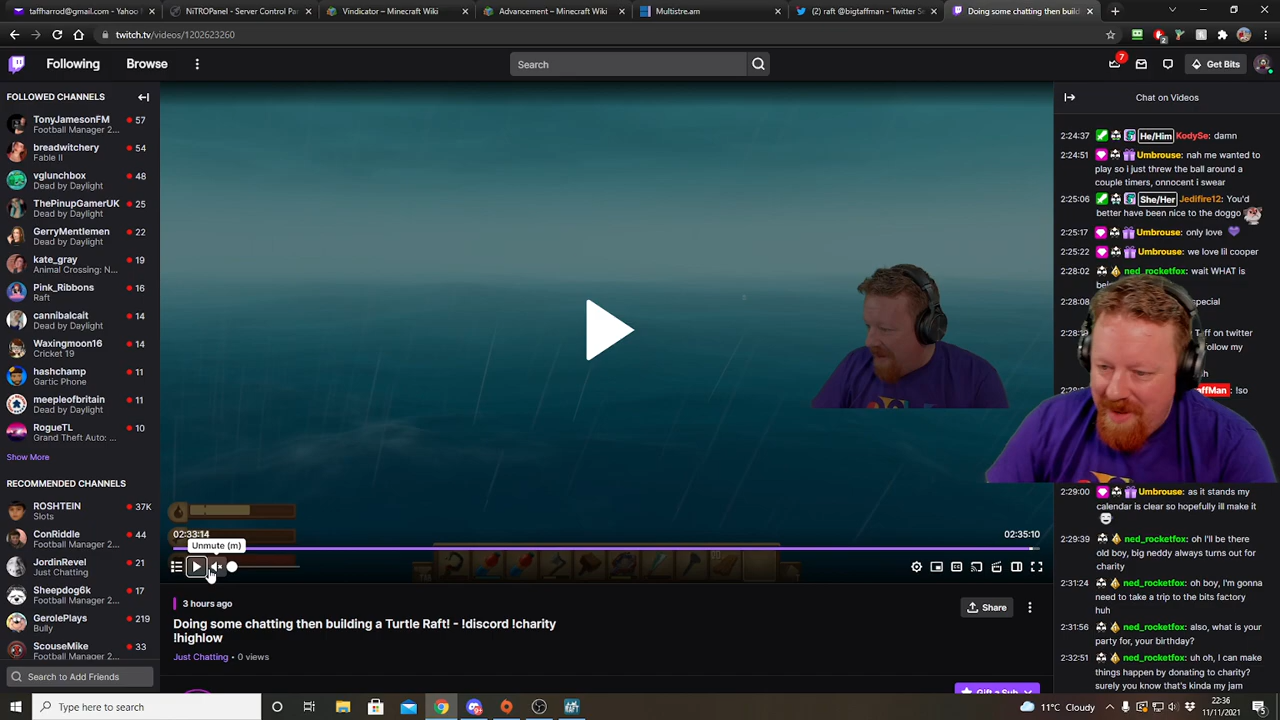 taffharrod@gmail.com - Yahoo!
NiTROPanel - Server Control Pa
Vindicator – Minecraft Wiki
Advancement – Minecraft Wiki
Multistre.am
(2) raft @bigtaffman - Twitter Se
Doing some chatting then buildi
twitch.tv/videos/1202623260
Following
Browse
Search
7
Get Bits
FOLLOWED CHANNELS
TonyJamesonFM
57
Football Manager 2...
breadwitchery
54
Fable II
vglunchbox
48
Dead by Daylight
ThePinupGamerUK
25
Dead by Daylight
GerryMentlemen
22
Dead by Daylight
kate_gray
19
Animal Crossing: N...
Pink_Ribbons
16
Raft
cannibalcait
14
Dead by Daylight
Waxingmoon16
14
Cricket 19
hashchamp
11
Gartic Phone
meepleofbritain
11
Dead by Daylight
RogueTL
10
Grand Theft Auto: ...
Show More
RECOMMENDED CHANNELS
ROSHTEIN
37K
Slots
ConRiddle
34
Football Manager 2...
JordinRevel
21
Just Chatting
Sheepdog6k
17
Football Manager 2...
GerolePlays
219
Bully
ScouseMike
33
Football Manager 2...
Search to Add Friends
02:33:14
02:35:10
Unmute (m)
3 hours ago
Share
Doing some chatting then building a Turtle Raft! - !discord !charity
!highlow
Just Chatting • 0 views
Gift a Sub
Chat on Videos
2:24:37 He/Him KodySe: damn
2:24:51 Umbrouse: nah me wanted to
play so I just threw the ball around a
couple timers, onnocent i swear
2:25:06 She/Her Jedifire12: You'd
better have been nice to the doggo
2:25:17 Umbrouse: only love
2:25:22 Umbrouse: we love lil cooper
2:28:02 ned_rocketfox: wait WHAT is
2:28:08
special
Taff on twitter
follow my
affMan: !so
2:29:00 Umbrouse: as it stands my
calendar is clear so hopefully ill make it
2:29:39 ned_rocketfox: oh I'll be there
old boy, big neddy always turns out for
charity
2:31:24 ned_rocketfox: oh boy, I'm gonna
need to take a trip to the bits factory
huh
2:31:56 ned_rocketfox: also, what is your
party for, your birthday?
2:32:51 ned_rocketfox: uh oh, I can make
things happen by donating to charity?
surely you know that's kinda my jam
Type here to search
11°C Cloudy
22:36
11/11/2021